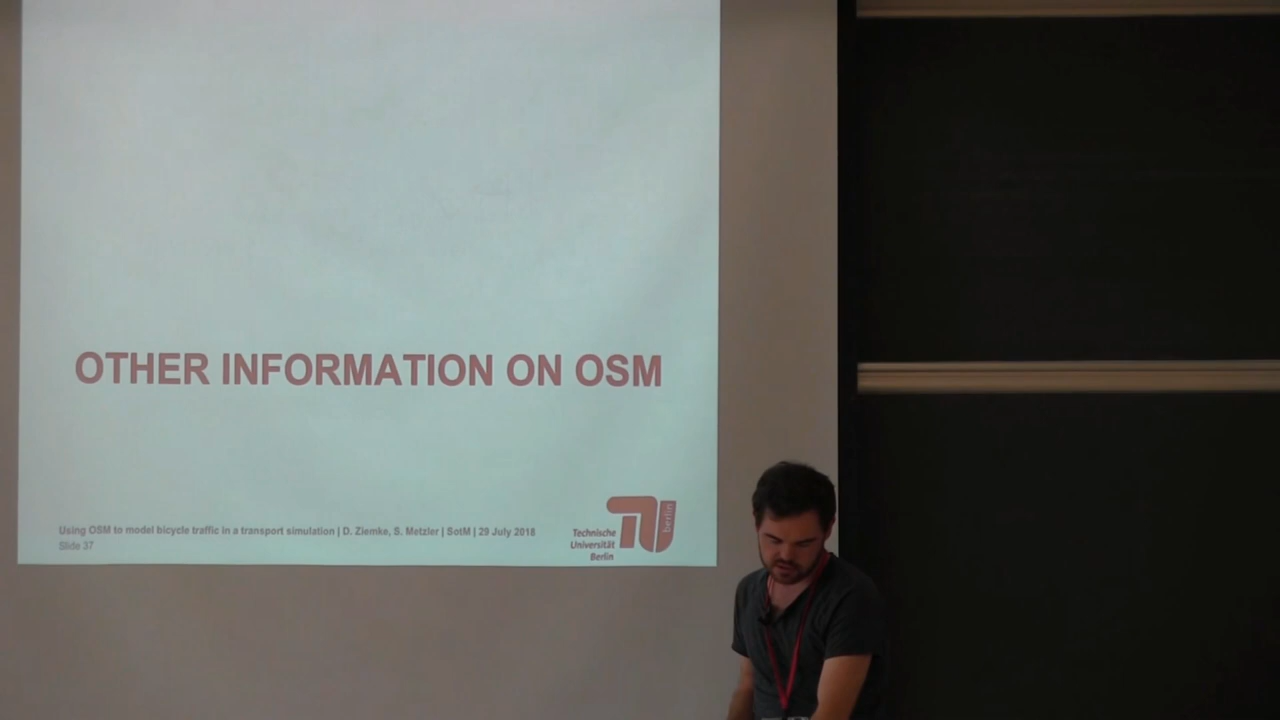 OTHER INFORMATION ON OSM
Using OSM to model bicycle traffic in a transport simulation | D. Ziemke, S. Metzler | SotM | 29 July 2018
Slide 37
Technische
Universität
Berlin
berlin